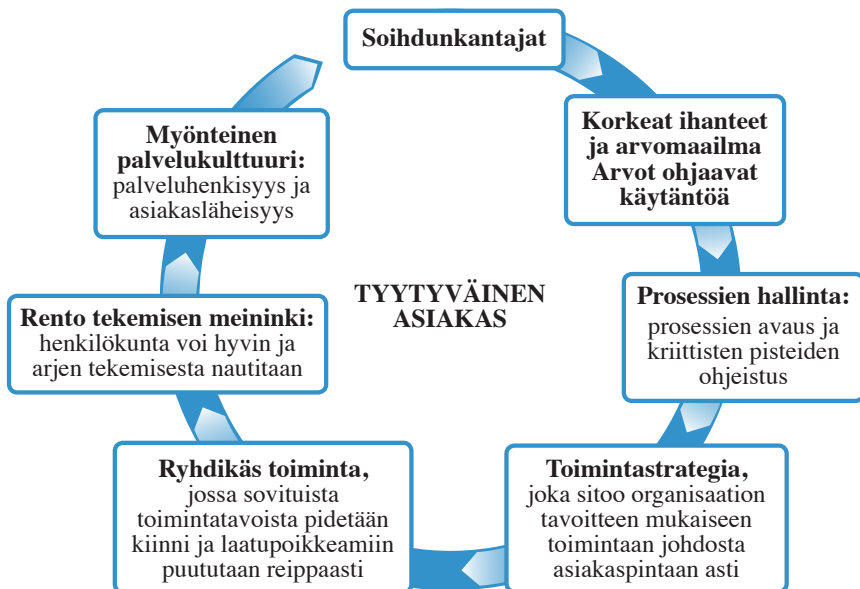 Soihdunkantajat
Korkeat ihanteet
ja arvomaailma
Arvot ohjaavat
käytäntöä
Prosessien hallinta:
prosessien avaus ja
kriittisten pisteiden
ohjeistus
Toimintastrategia,
joka sitoo organisaation
tavoitteen mukaiseen
toimintaan johdosta
asiakaspintaan asti
Ryhdikäs toiminta,
jossa sovituista
toimintatavoista pidetään
kiinni ja laatupoikkeamiin
puututaan reippaasti
Rento tekemisen meininki:
henkilökunta voi hyvin ja
arjen tekemisesta nautitaan
Myönteinen
palvelukulttuuri:
palveluhenkisyys ja
asiakasläheisyys
TYYTYVÄINEN
ASIAKAS